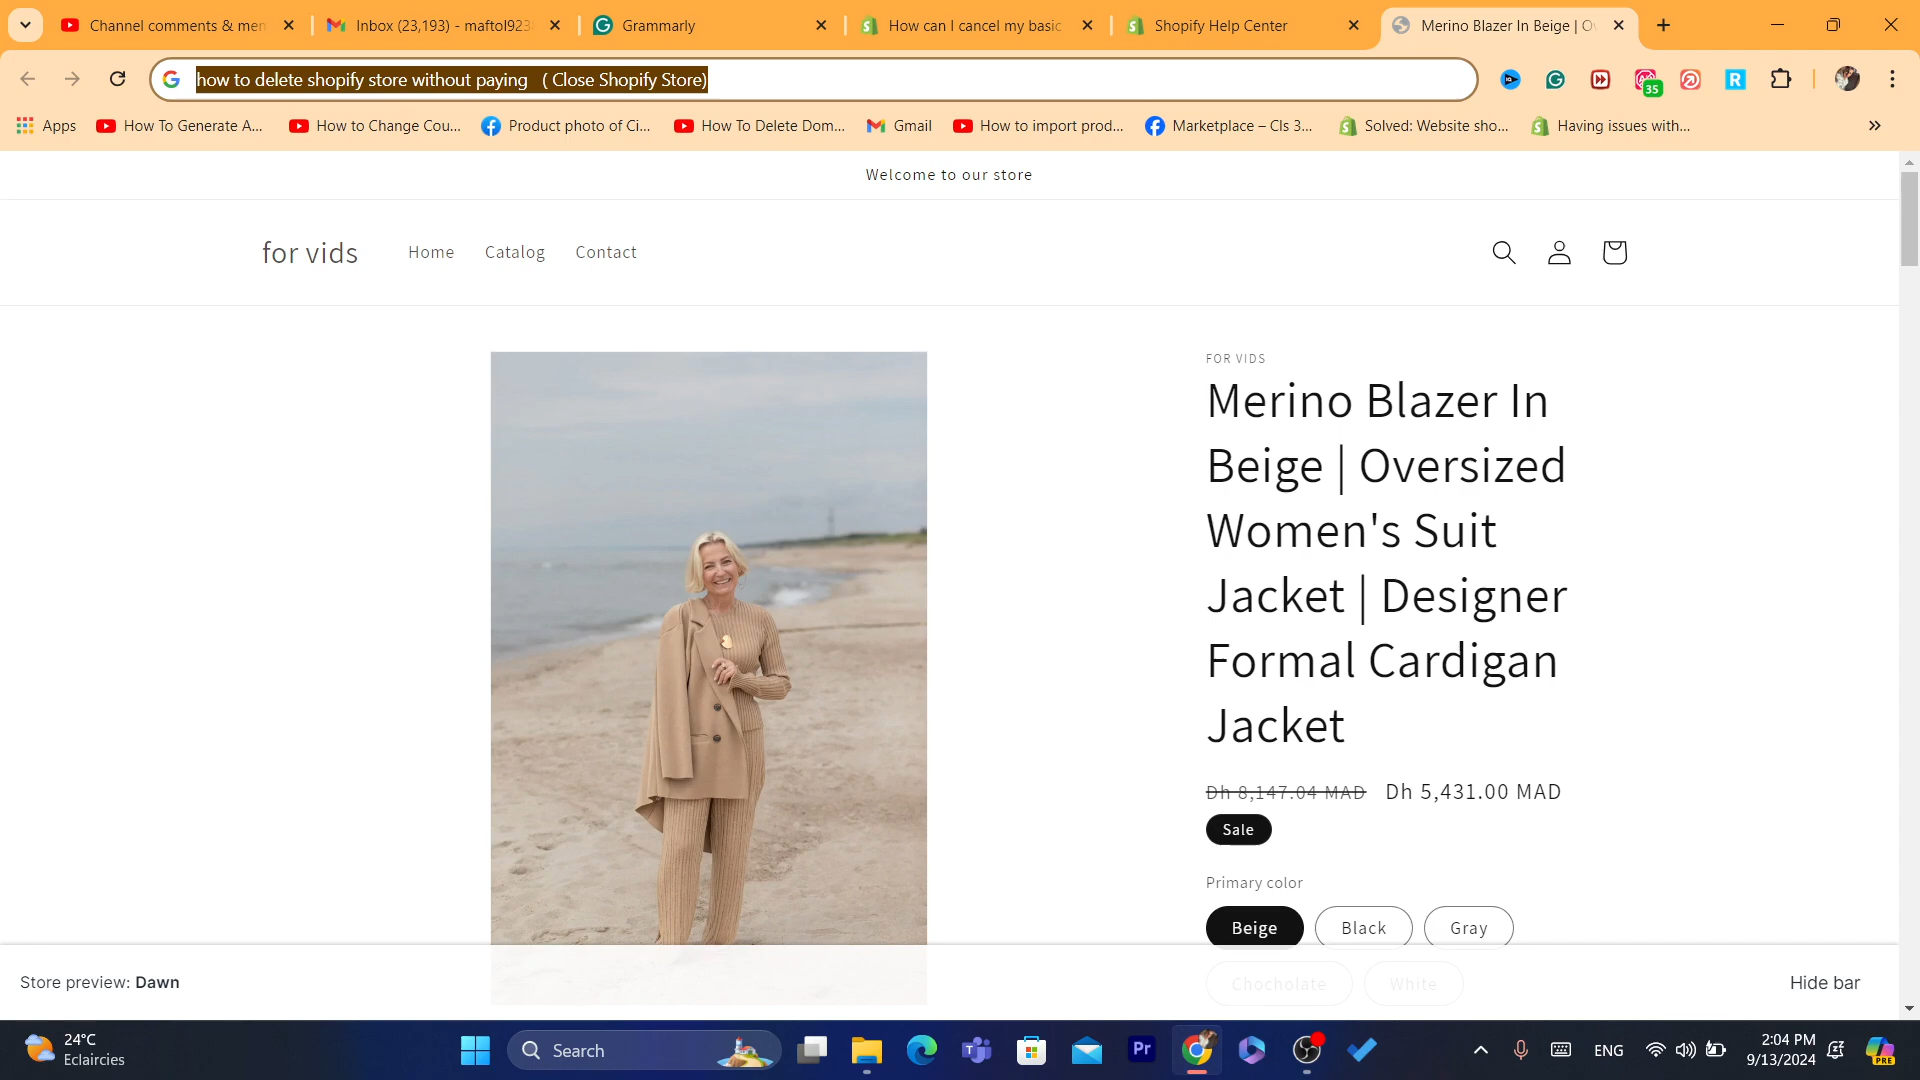 Channel comments & men
Inbox (23,193) - maftol923
Grammarly
How can I cancel my basic
Shopify Help Center
Merino Blazer In Beige | O
how to delete shopify store without paying ( Close Shopify Store)
35
Apps
How To Generate A...
How to Change Cou...
Product photo of Ci...
How To Delete Dom...
Gmail
How to import prod...
Marketplace – Cls 3...
Solved: Website sho...
Having issues with...
Welcome to our store
for vids
Home
Catalog
Contact
FOR VIDS
Merino Blazer In
Beige | Oversized
Women's Suit
Jacket | Designer
Formal Cardigan
Jacket
Dh 8,147.04 MAD Dh 5,431.00 MAD
Sale
Primary color
Beige
Black
Gray
Chocholate
White
Store preview: Dawn
Hide bar
24°C
Eclaircies
Search
Pr
ENG
2:04 PM
9/13/2024
PRE